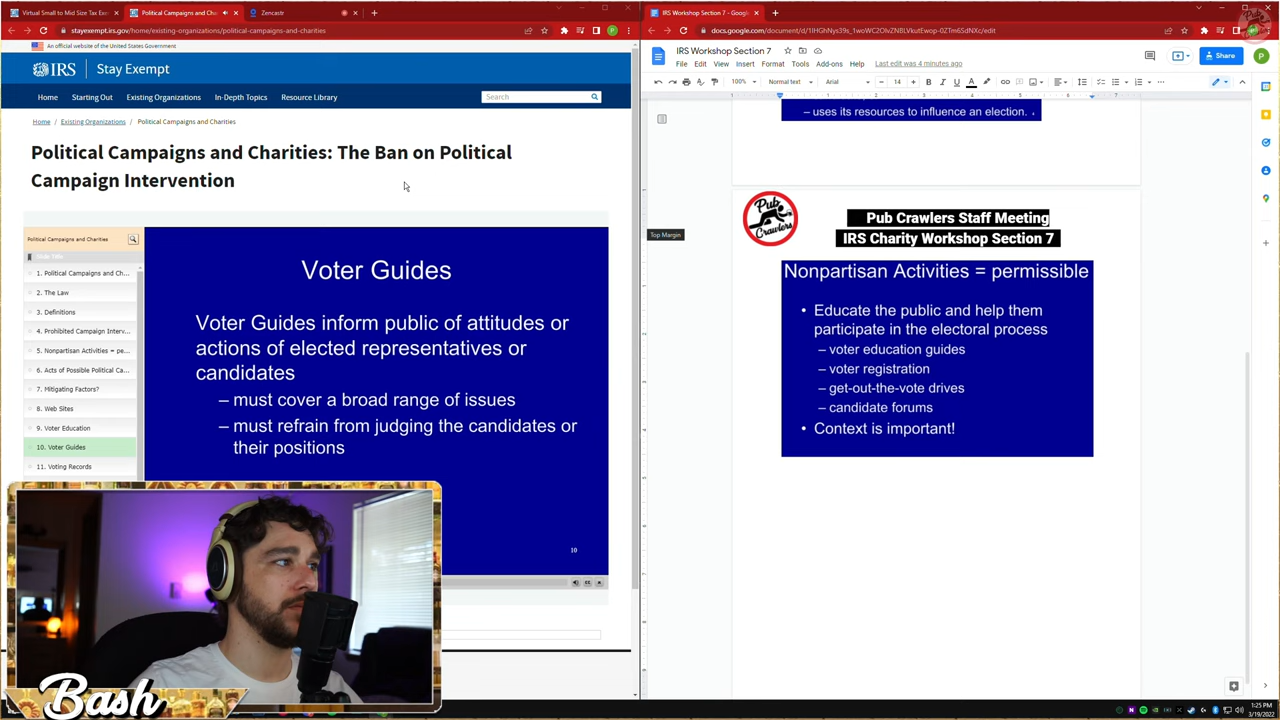 Virtual Small to Mid Size Tax Exe
Political Campaigns and Cha
Zencastr
stayexempt.irs.gov/home/existing-organizations/political-campaigns-and-charities
An official website of the United States Government
IRS
Stay Exempt
Home
Starting Out
Existing Organizations
In-Depth Topics
Resource Library
Search
Home / Existing Organizations / Political Campaigns and Charities
Political Campaigns and Charities: The Ban on Political
Campaign Intervention
Political Campaigns and Charities
Slide Title
1. Political Campaigns and Ch...
2. The Law
3. Definitions
4. Prohibited Campaign Interv...
5. Nonpartisan Activities = pe...
6. Acts of Possible Political Ca...
7. Mitigating Factors?
8. Web Sites
9. Voter Education
10. Voter Guides
11. Voting Records
Voter Guides
Voter Guides inform public of attitudes or
actions of elected representatives or
candidates
– must cover a broad range of issues
– must refrain from judging the candidates or
their positions
10
Bash
IRS Workshop Section 7 - Googl
IRS Workshop Section 7
File Edit View Insert Format Tools Add-ons Help
Last edit was 4 minutes ago
Share
P
100%
Normal text
Arial
14
– uses its resources to influence an election.
Top Margin
Pub
Crawlers
Pub Crawlers Staff Meeting
IRS Charity Workshop Section 7
Nonpartisan Activities = permissible
• Educate the public and help them
participate in the electoral process
– voter education guides
– voter registration
– get-out-the-vote drives
– candidate forums
• Context is important!
1:25 PM
3/19/2022